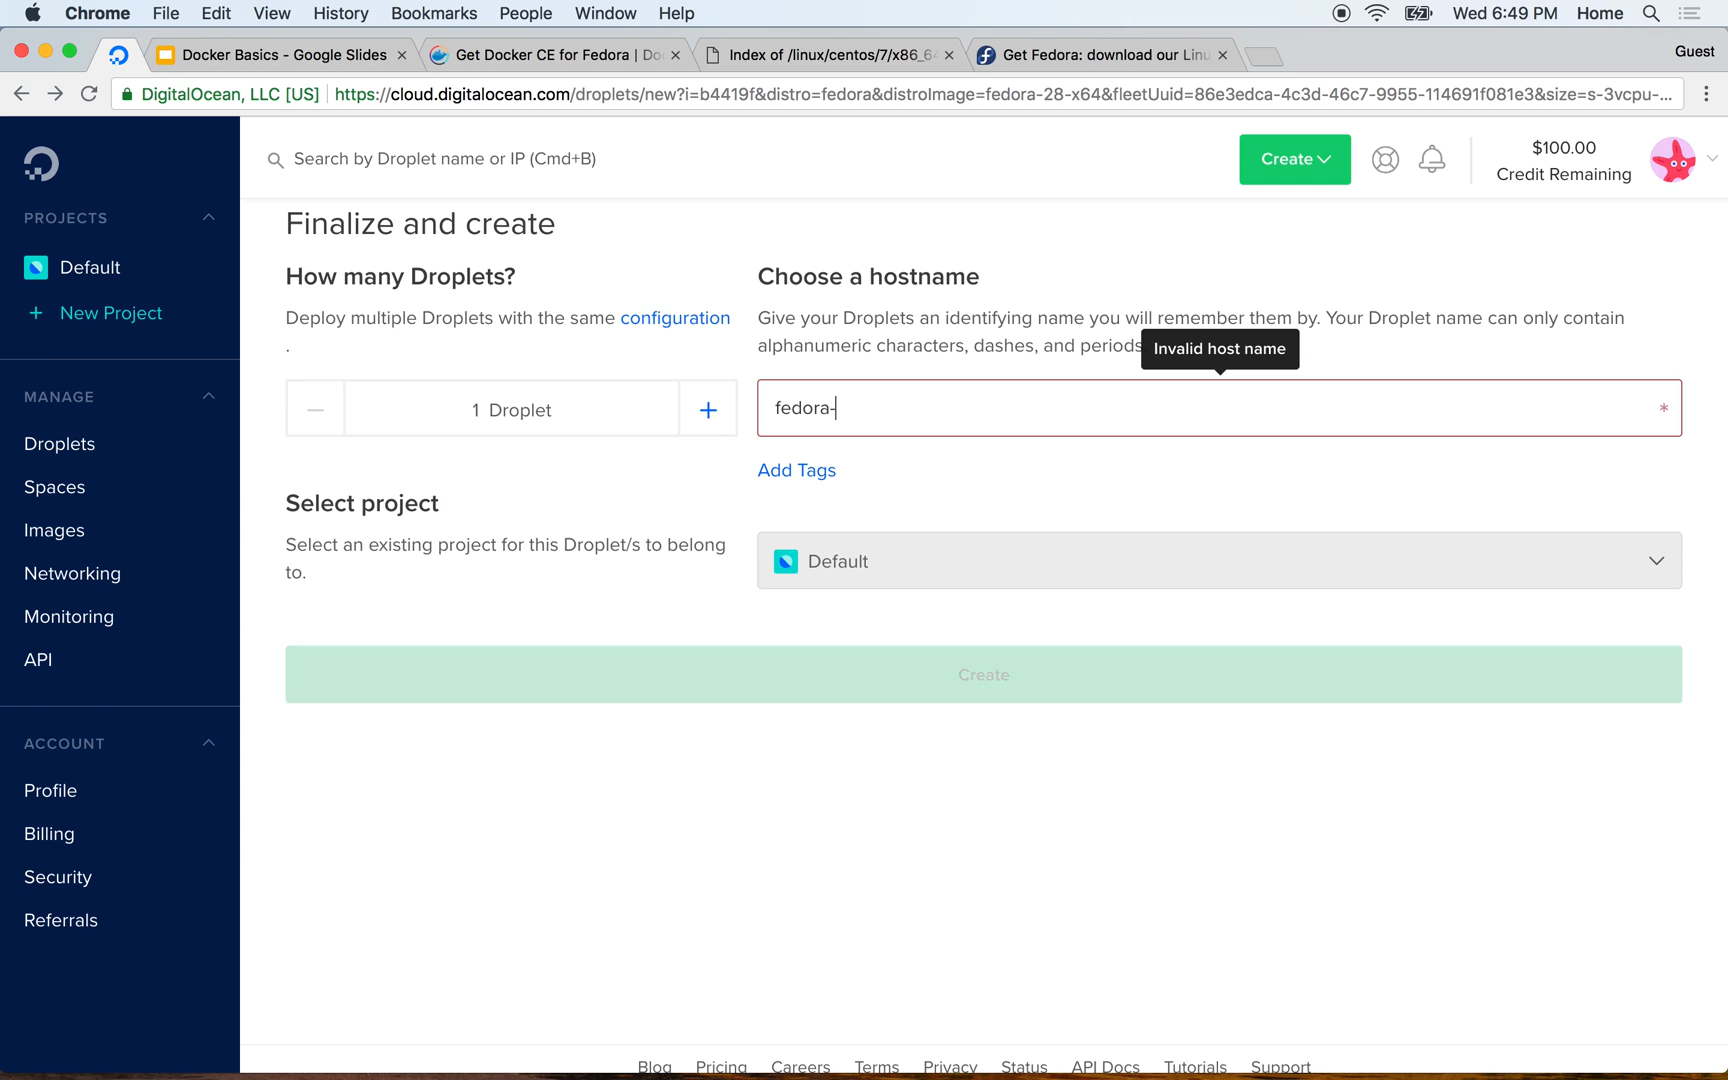 Chrome File Edit View History Bookmarks People Window Help Wed 6:49 PM Home
Docker Basics - Google Slides
Get Docker CE for Fedora | Do
Index of /linux/centos/7/x86_6
Get Fedora: download our Linu
Guest
DigitalOcean, LLC [US] https://cloud.digitalocean.com/droplets/new?i=b4419f&distro=fedora&distroImage=fedora-28-x64&fleetUuid=86e3edca-4c3d-46c7-9955-114691f081e3&size=s-3vcpu-...
Search by Droplet name or IP (Cmd+B)
Create
$100.00
Credit Remaining
PROJECTS
Default
+ New Project
MANAGE
Droplets
Spaces
Images
Networking
Monitoring
API
ACCOUNT
Profile
Billing
Security
Referrals
Finalize and create
How many Droplets?
Deploy multiple Droplets with the same configuration
.
1 Droplet
Choose a hostname
Give your Droplets an identifying name you will remember them by. Your Droplet name can only contain
alphanumeric characters, dashes, and periods
Invalid host name
fedora-
*
Add Tags
Select project
Select an existing project for this Droplet/s to belong
to.
Default
Create
Blog Pricing Careers Terms Privacy Status API Docs Tutorials Support